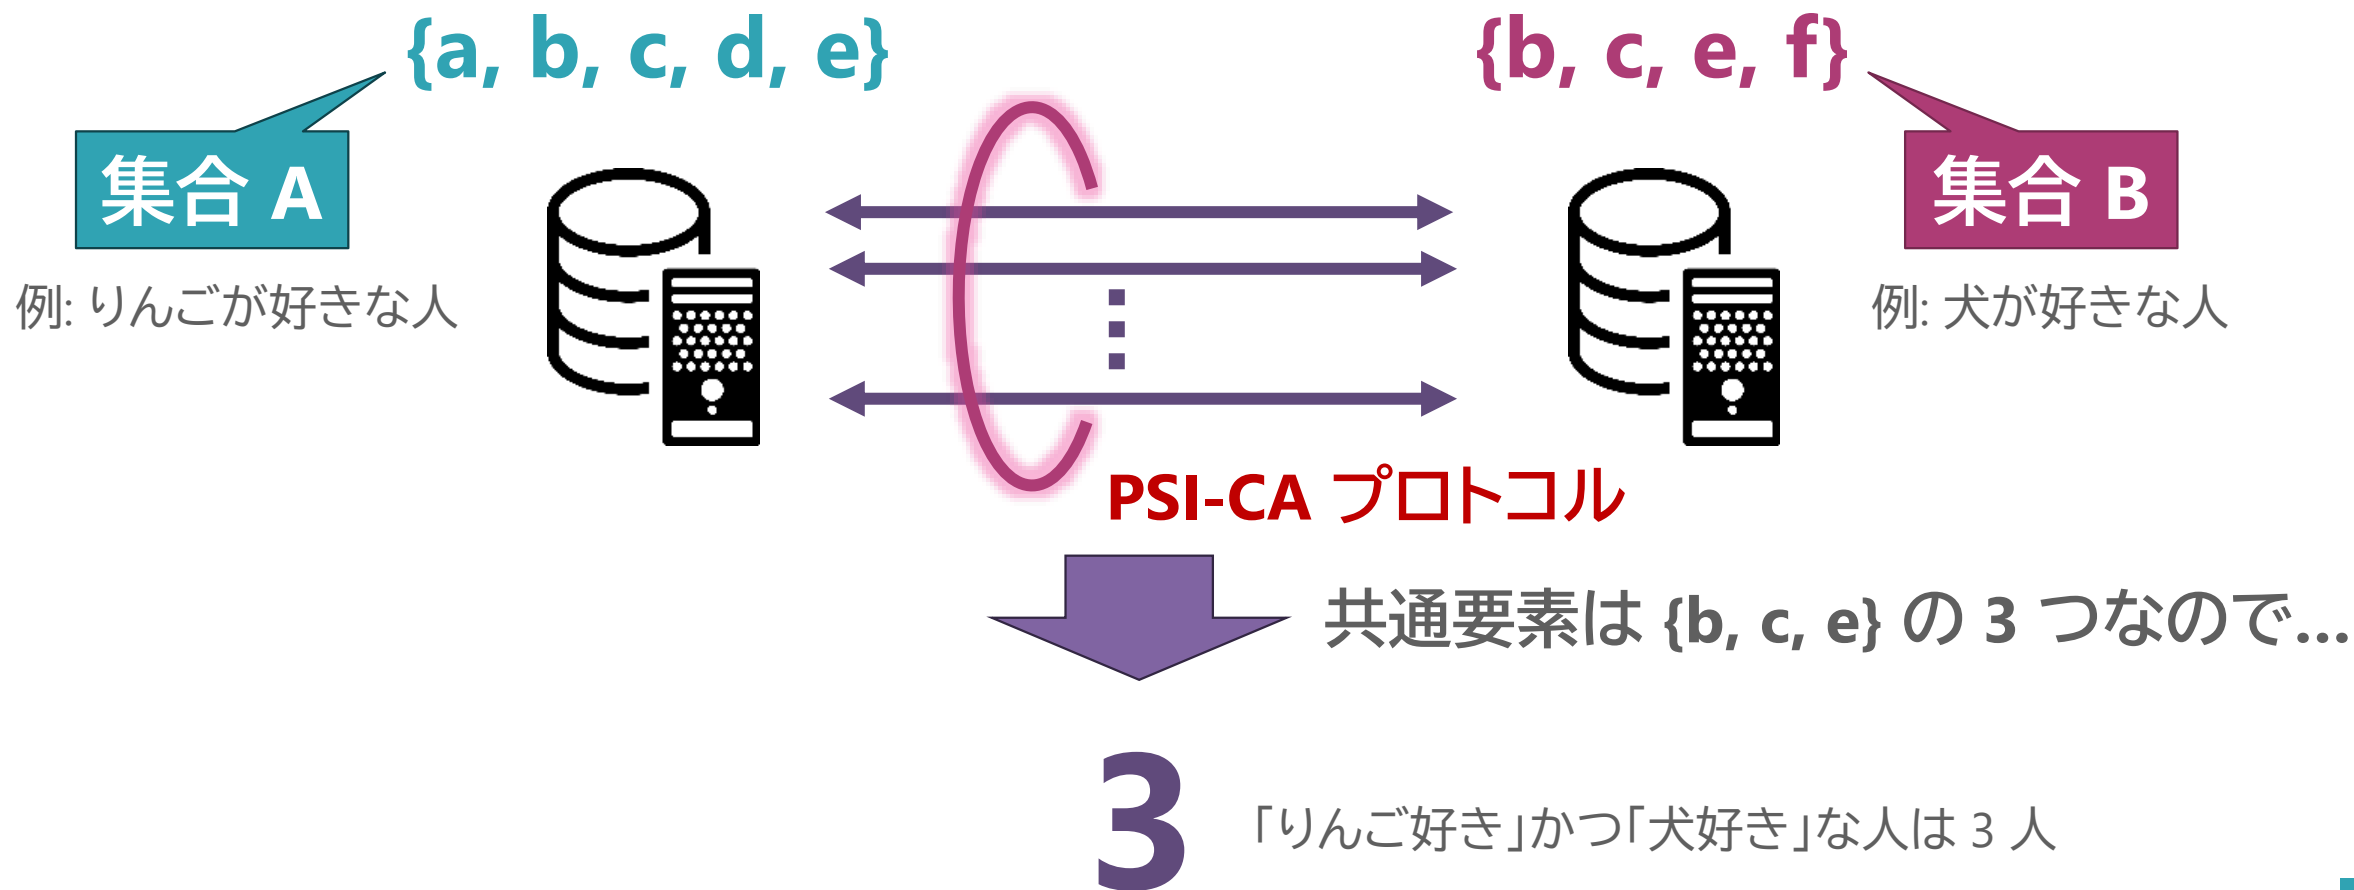 {a, b, c, d, e}
{b, c, e, f}
集合 A
集合 B
例: りんごが好きな人
例: 犬が好きな人
PSI-CA プロトコル
共通要素は {b, c, e} の 3 つなので...
3
「りんご好き」かつ「犬好き」な人は 3 人